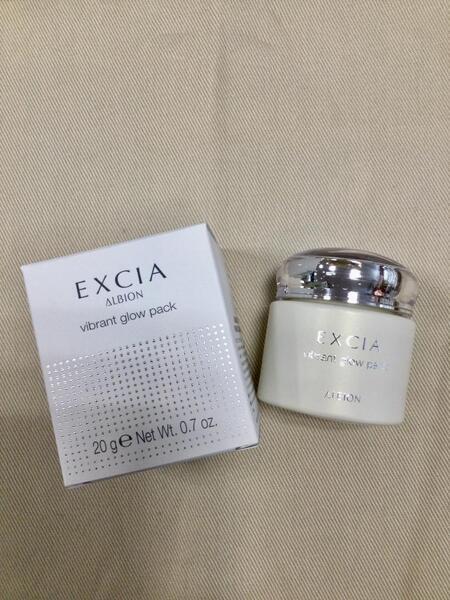 EXCIA
ALBION
vibrant glow pack
20 g ℮ Net Wt. 0.7 oz.
EXCIA
vibrant glow pack
ALBION